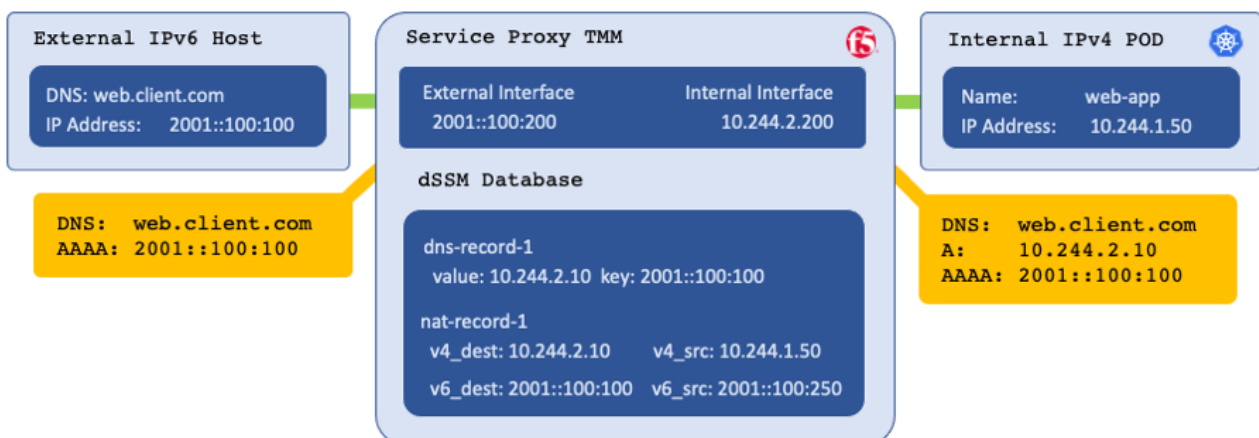 External IPv6 Host
DNS: web.client.com
IP Address: 2001::100:100
DNS: web.client.com
AAAA: 2001::100:100
Service Proxy TMM
f5
External Interface Internal Interface
2001::100:200 10.244.2.200
dSSM Database
dns-record-1
value: 10.244.2.10 key: 2001::100:100
nat-record-1
v4_dest: 10.244.2.10 v4_src: 10.244.1.50
v6_dest: 2001::100:100 v6_src: 2001::100:250
Internal IPv4 POD
Name: web-app
IP Address: 10.244.1.50
DNS: web.client.com
A: 10.244.2.10
AAAA: 2001::100:100